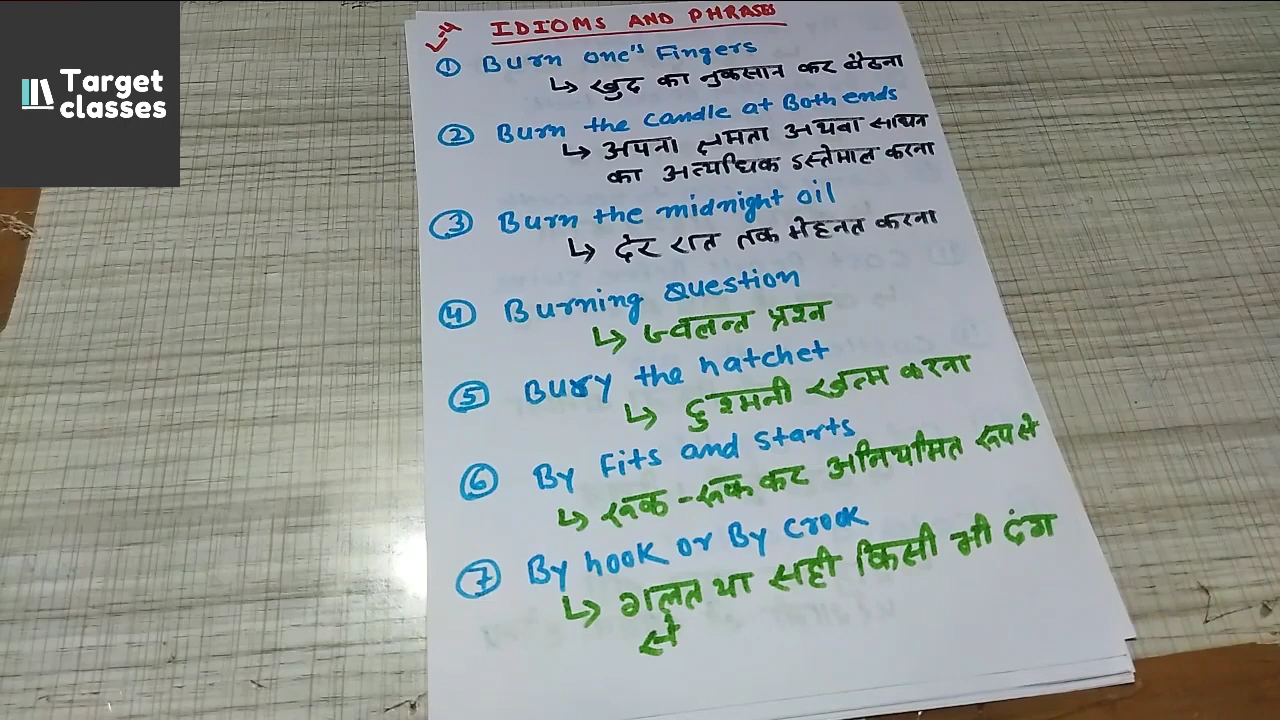 Target
classes
L-4 IDIOMS AND PHRASES
① Burn one's Fingers
↳ खुद का नुकसान कर बैठना
② Burn the candle at Both ends
↳ अपना क्षमता अथवा साधन
का अत्यधिक इस्तेमाल करना
③ Burn the midnight oil
↳ देर रात तक मेहनत करना
④ Burning Question
↳ ज्वलन्त प्रश्न
⑤ Bury the hatchet
↳ दुश्मनी खत्म करना
⑥ By Fits and starts
↳ रूक-रूक कर अनियमित रूप से
⑦ By hook or By crook
↳ गलत या सही किसी भी ढंग
से